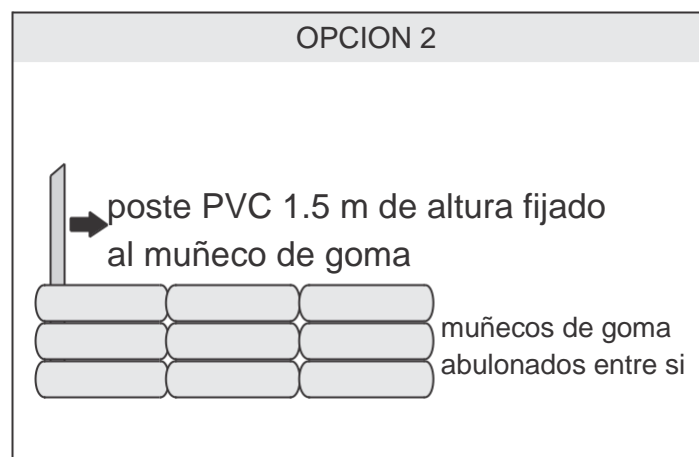 OPCION 2
poste PVC 1.5 m de altura fijado
al muñeco de goma
muñecos de goma
abulonados entre si